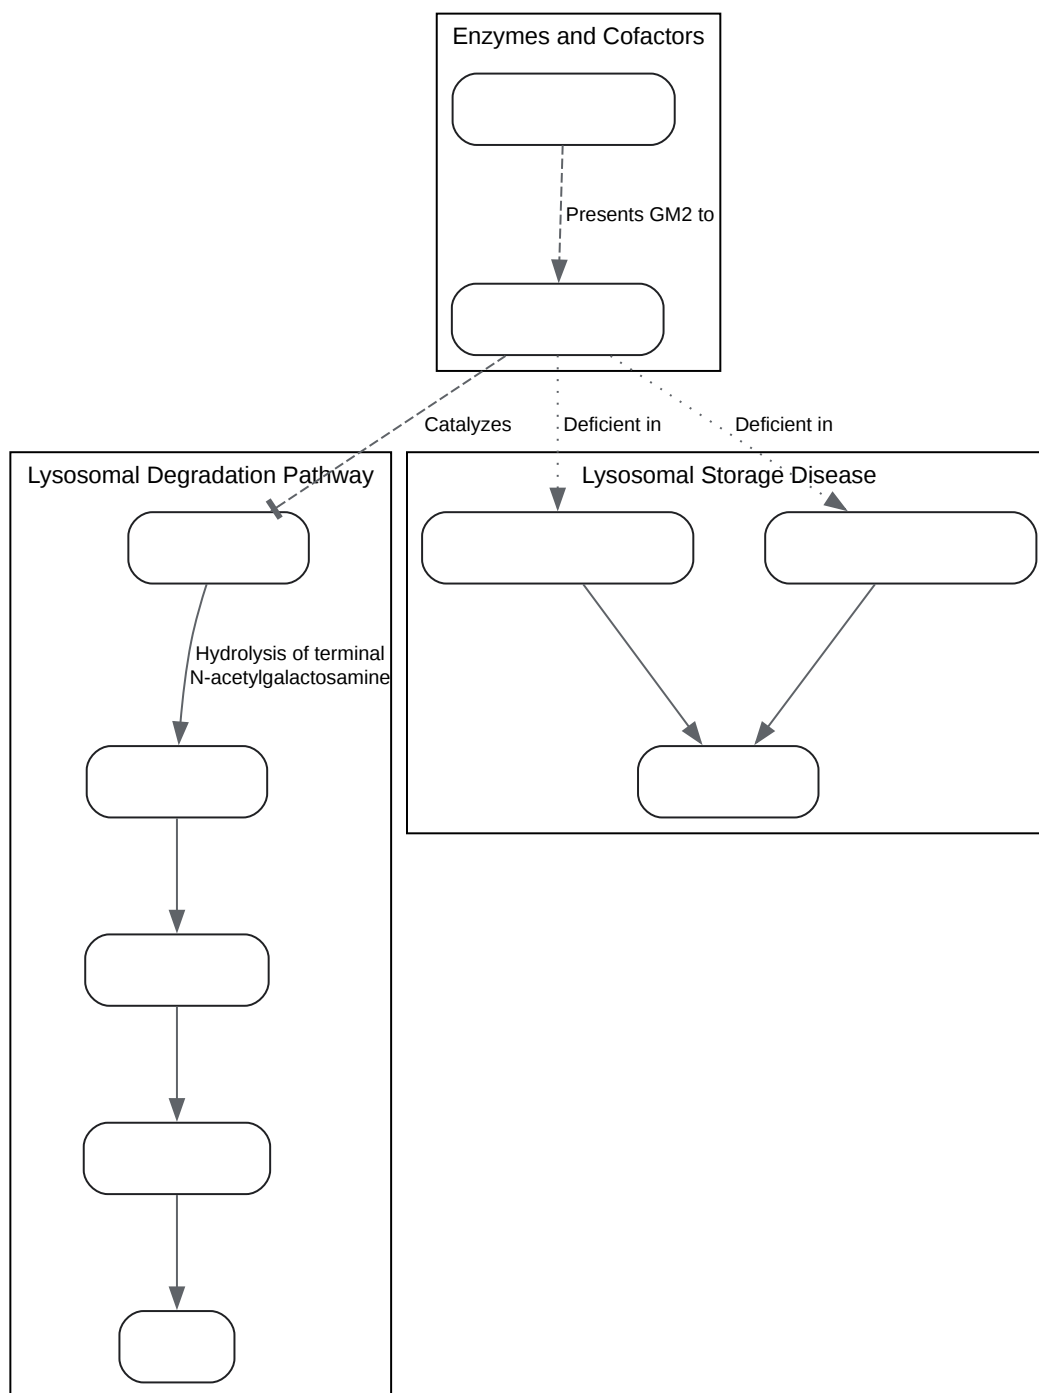 Enzymes and Cofactors
Presents GM2 to
Catalyzes
Deficient in
Deficient in
Lysosomal Degradation Pathway
Lysosomal Storage Disease
Hydrolysis of terminal
N-acetylgalactosamine